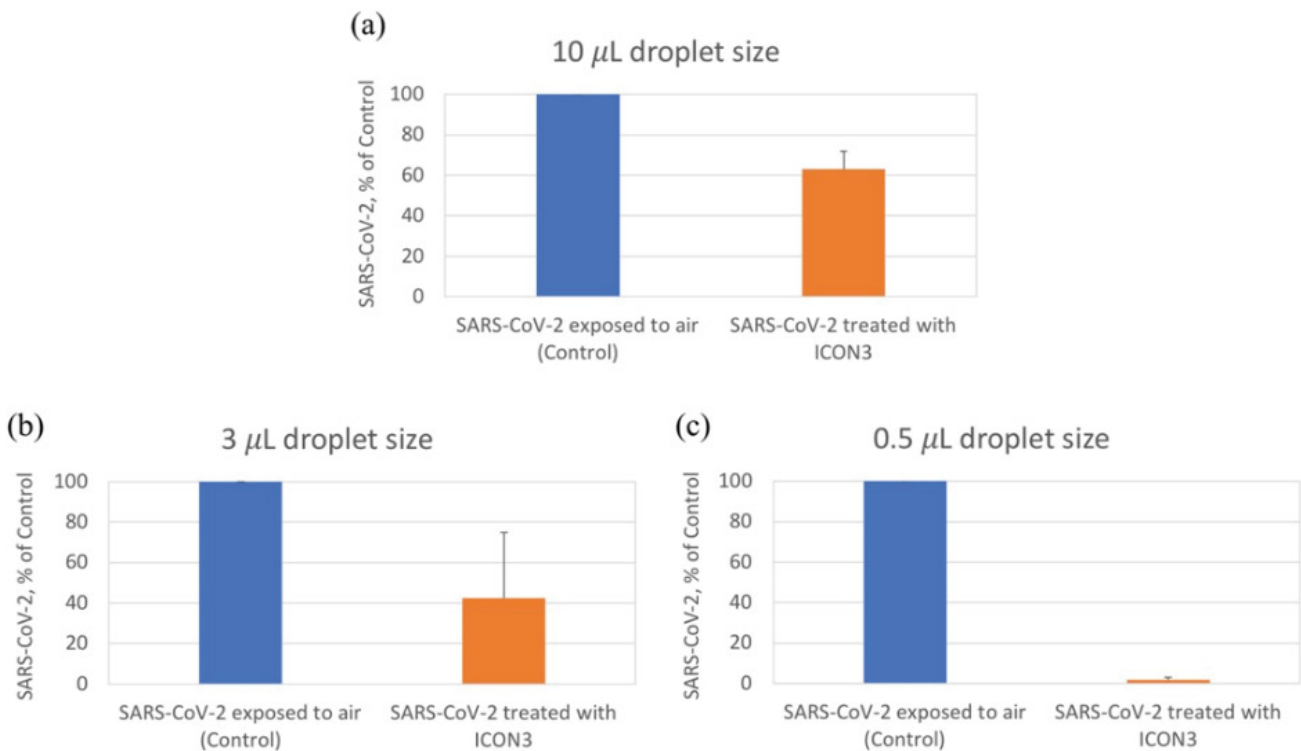 (a)
10 μL droplet size
SARS-CoV-2, % of Control
100
80
60
40
20
0
SARS-CoV-2 exposed to air
(Control)
SARS-CoV-2 treated with
ICON3
(b)
3 μL droplet size
SARS-CoV-2, % of Control
100
80
60
40
20
0
SARS-CoV-2 exposed to air
(Control)
SARS-CoV-2 treated with
ICON3
(c)
0.5 μL droplet size
SARS-CoV-2, % of Control
100
80
60
40
20
0
SARS-CoV-2 exposed to air
(Control)
SARS-CoV-2 treated with
ICON3